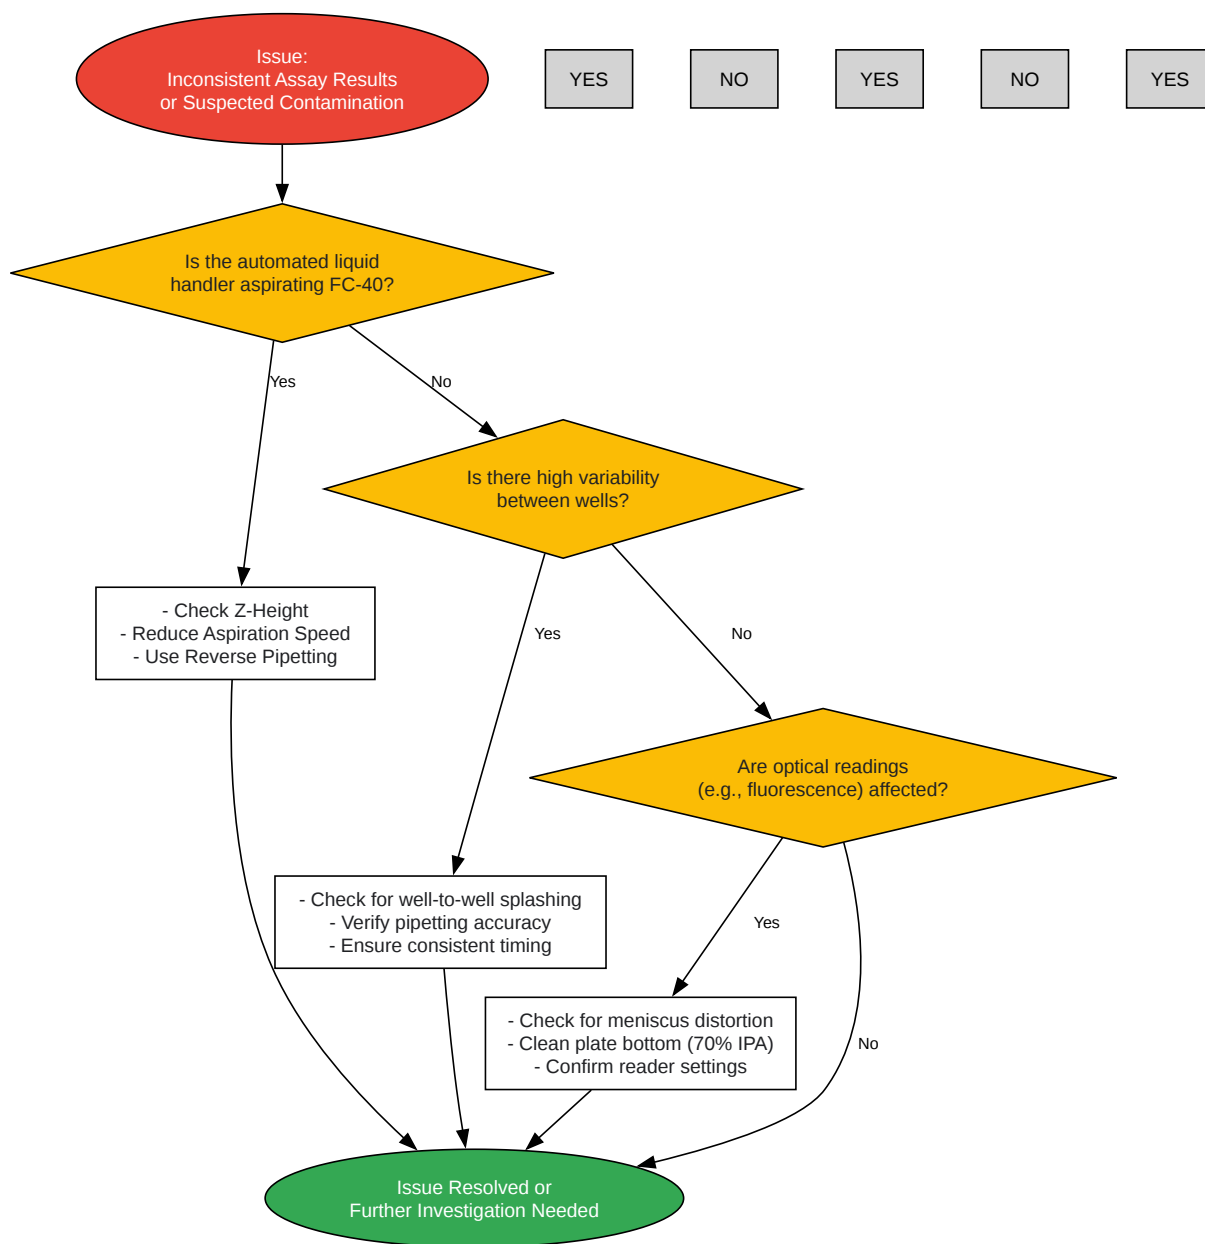 Issue:
Inconsistent Assay Results
or Suspected Contamination
YES
NO
YES
NO
YES
Is the automated liquid
handler aspirating FC-40?
Yes
No
Is there high variability
between wells?
- Check Z-Height
- Reduce Aspiration Speed
- Use Reverse Pipetting
Yes
No
Are optical readings
(e.g., fluorescence) affected?
- Check for well-to-well splashing
- Verify pipetting accuracy
- Ensure consistent timing
Yes
- Check for meniscus distortion
- Clean plate bottom (70% IPA)
- Confirm reader settings
No
Issue Resolved or
Further Investigation Needed